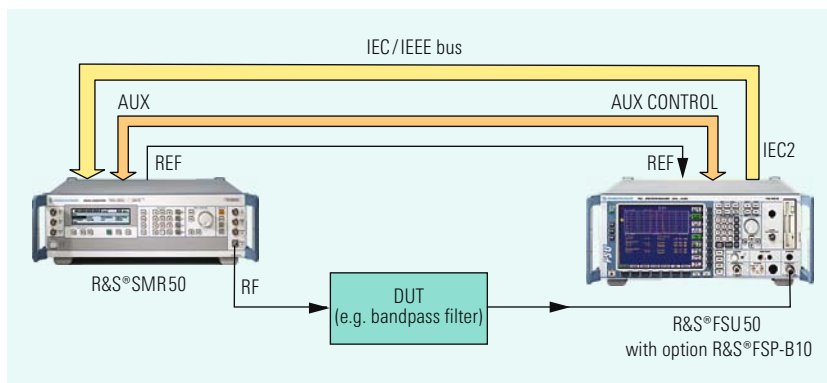 IEC/IEEE bus
AUX
AUX CONTROL
REF
REF
IEC2
R&S®SMR50
RF
DUT
(e.g. bandpass filter)
R&S®FSU50
with option R&S®FSP-B10